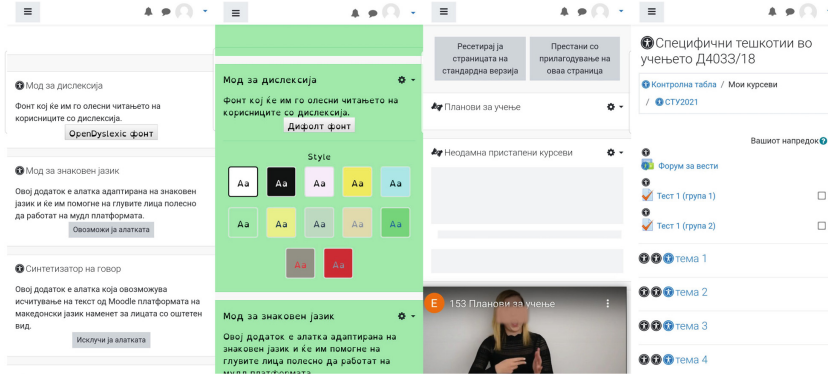 Мод за дислексија
Фонт кој ќе им го олесни читањето на
корисниците со дислексија.
OpenDyslexic фонт
Мод за знаковен јазик
Овој додаток е алатка адаптирана на знаковен
јазик и ќе им помогне на глувите лица полесно
да работат на мудл платформата.
Овозможи ја алатката
Синтетизатор на говор
Овој додаток е алатка која овозможува
исчитување на текст од Moodle платформата на
македонски јазик наменет за лицата со оштетен
вид.
Исклучи ја алатката
Мод за дислексија
Фонт кој ќе им го олесни читањето на
корисниците со дислексија.
Дифолт фонт
Style
Aa Aa Aa Aa Aa
Aa Aa Aa Aa Aa
Aa Aa
Мод за знаковен јазик
Овој додаток е алатка адаптирана на
знаковен јазик и ќе им помогне на
глувите лица полесно да работат на
мудл платформата.
Ресетирај ја
страницата на
стандардна верзија
Престани со
прилагодување на
оваа страница
Планови за учење
Неодамна пристапени курсеви
E 153 Планови за учење
Специфични тешкотии во
учењето Д4033/18
Контролна табла / Мои курсеви
/ СТУ2021
Вашиот напредок
Форум за вести
Тест 1 (група 1)
Тест 1 (група 2)
тема 1
тема 2
тема 3
тема 4